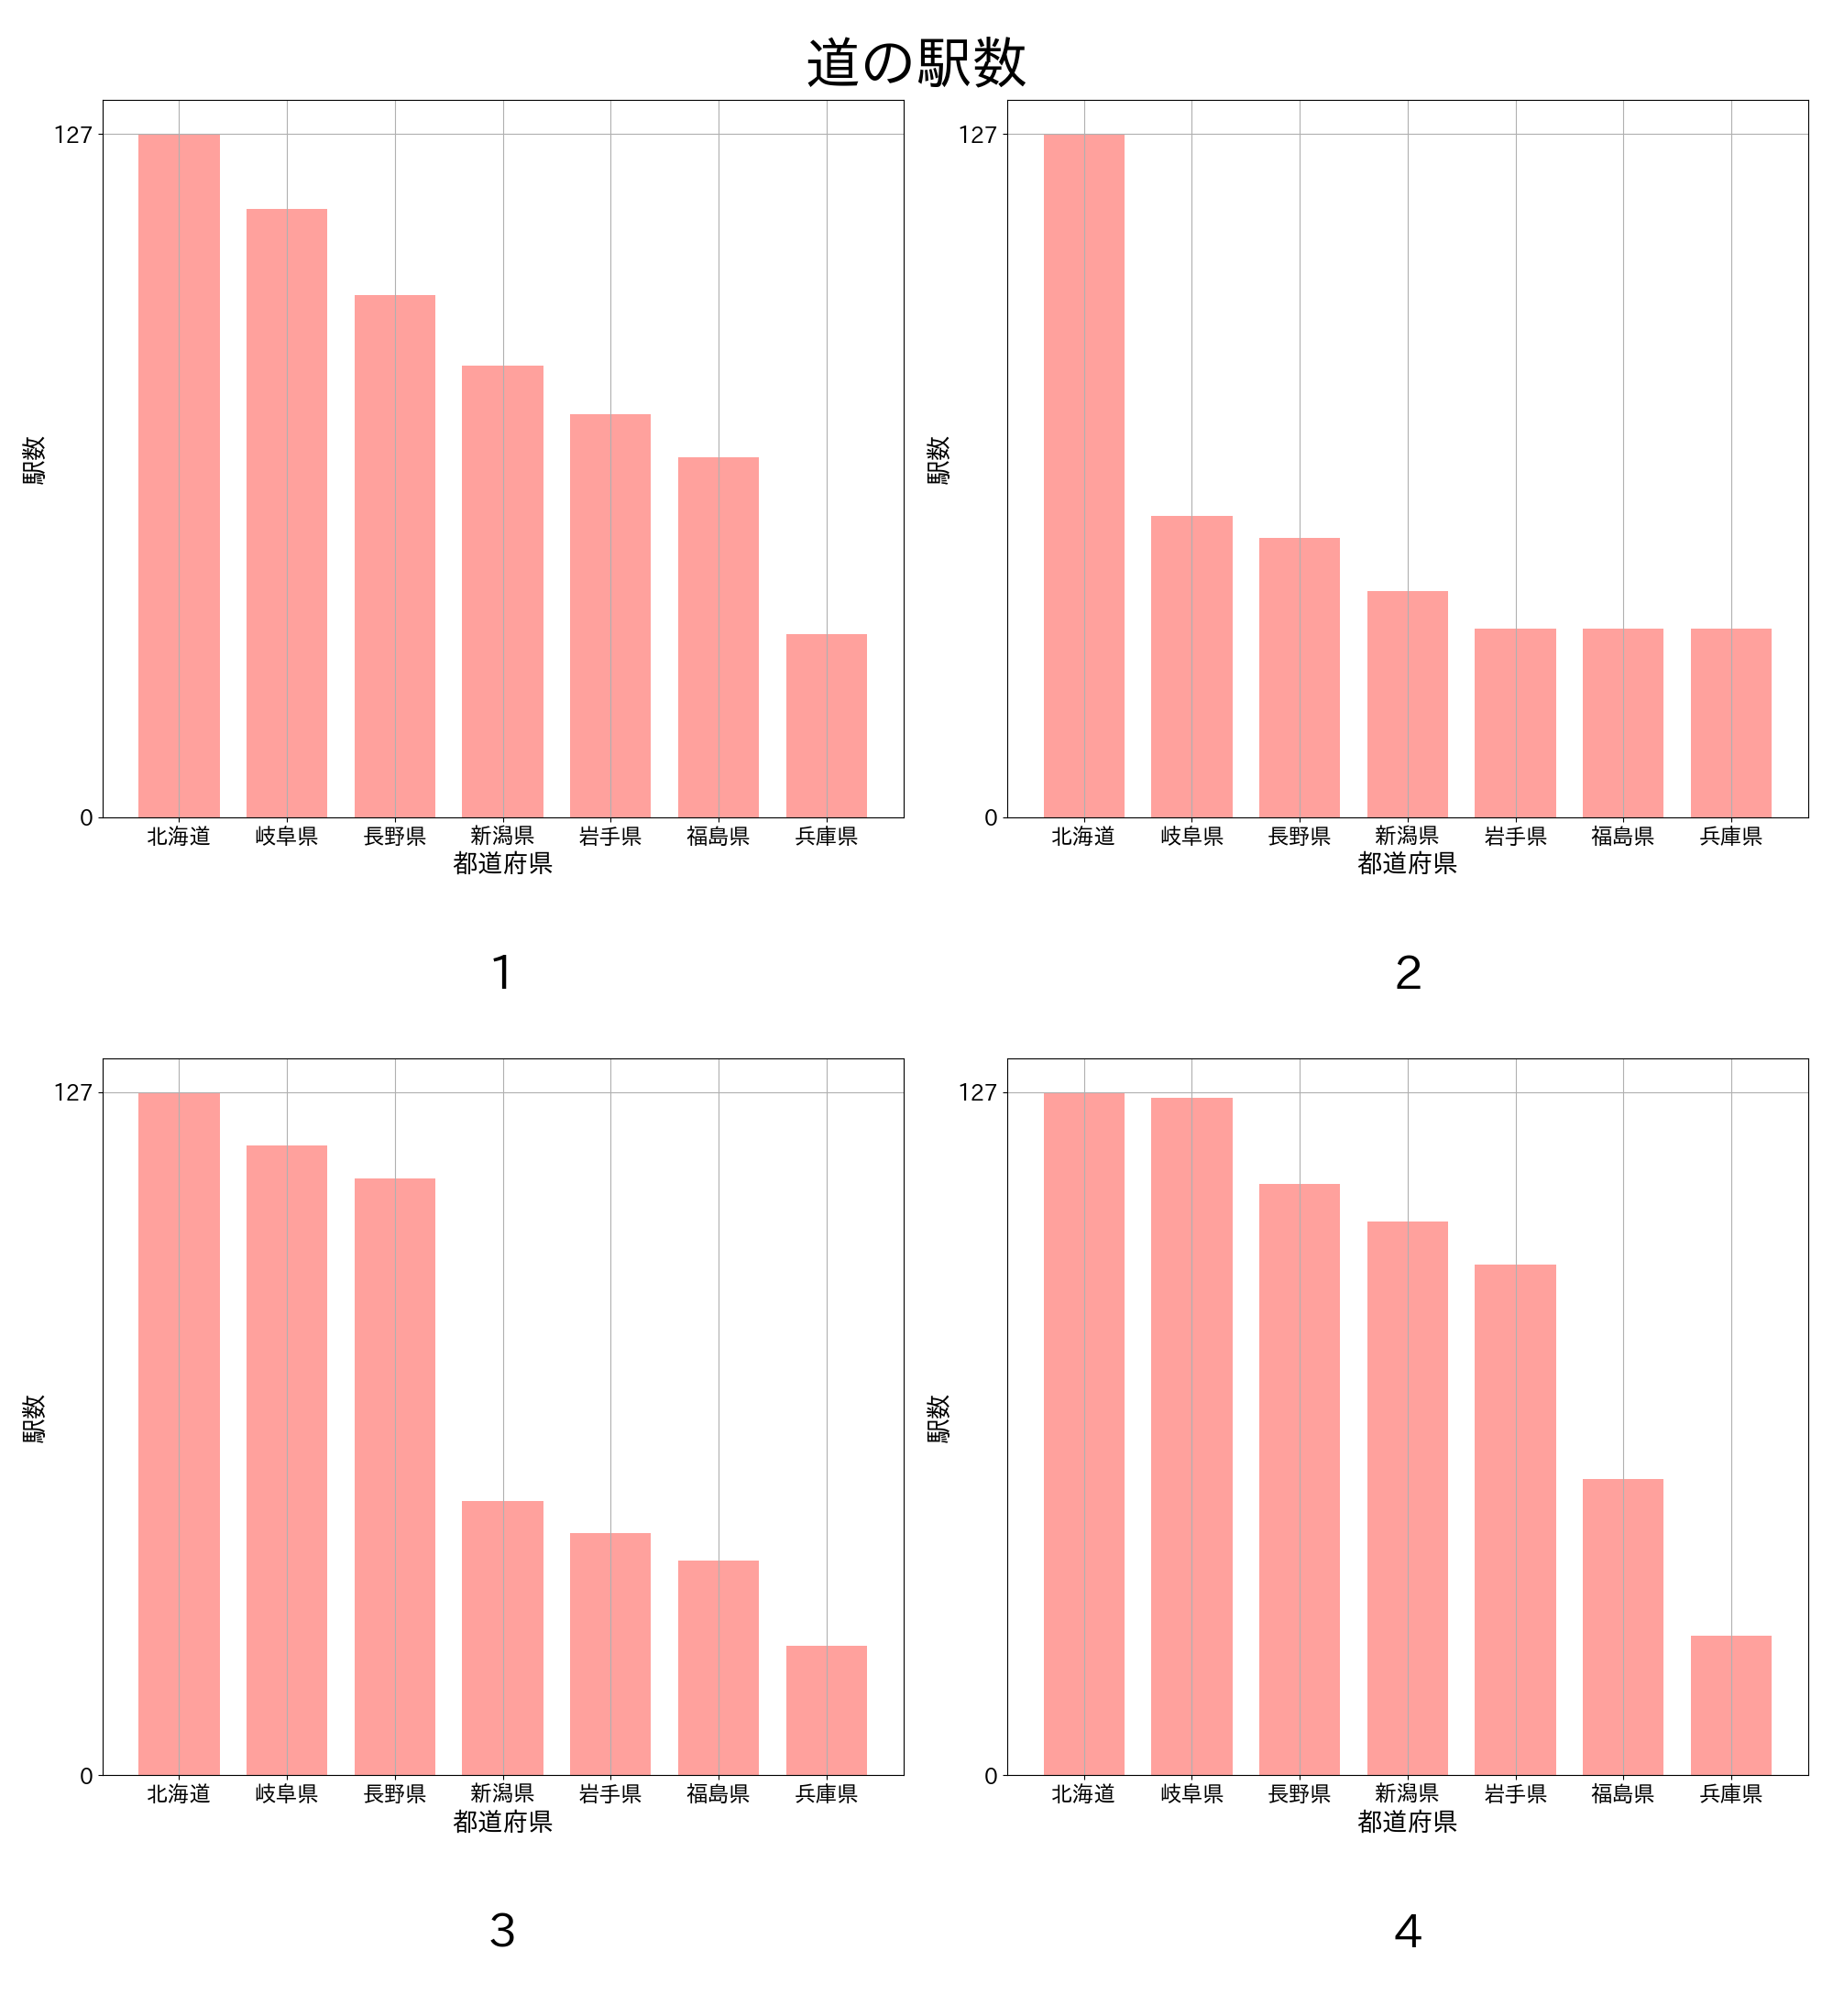 道の駅数
127
0
駅数
北海道 岐阜県 長野県 新潟県 岩手県 福島県 兵庫県
都道府県
1
127
0
駅数
北海道 岐阜県 長野県 新潟県 岩手県 福島県 兵庫県
都道府県
2
127
0
駅数
北海道 岐阜県 長野県 新潟県 岩手県 福島県 兵庫県
都道府県
3
127
0
駅数
北海道 岐阜県 長野県 新潟県 岩手県 福島県 兵庫県
都道府県
4